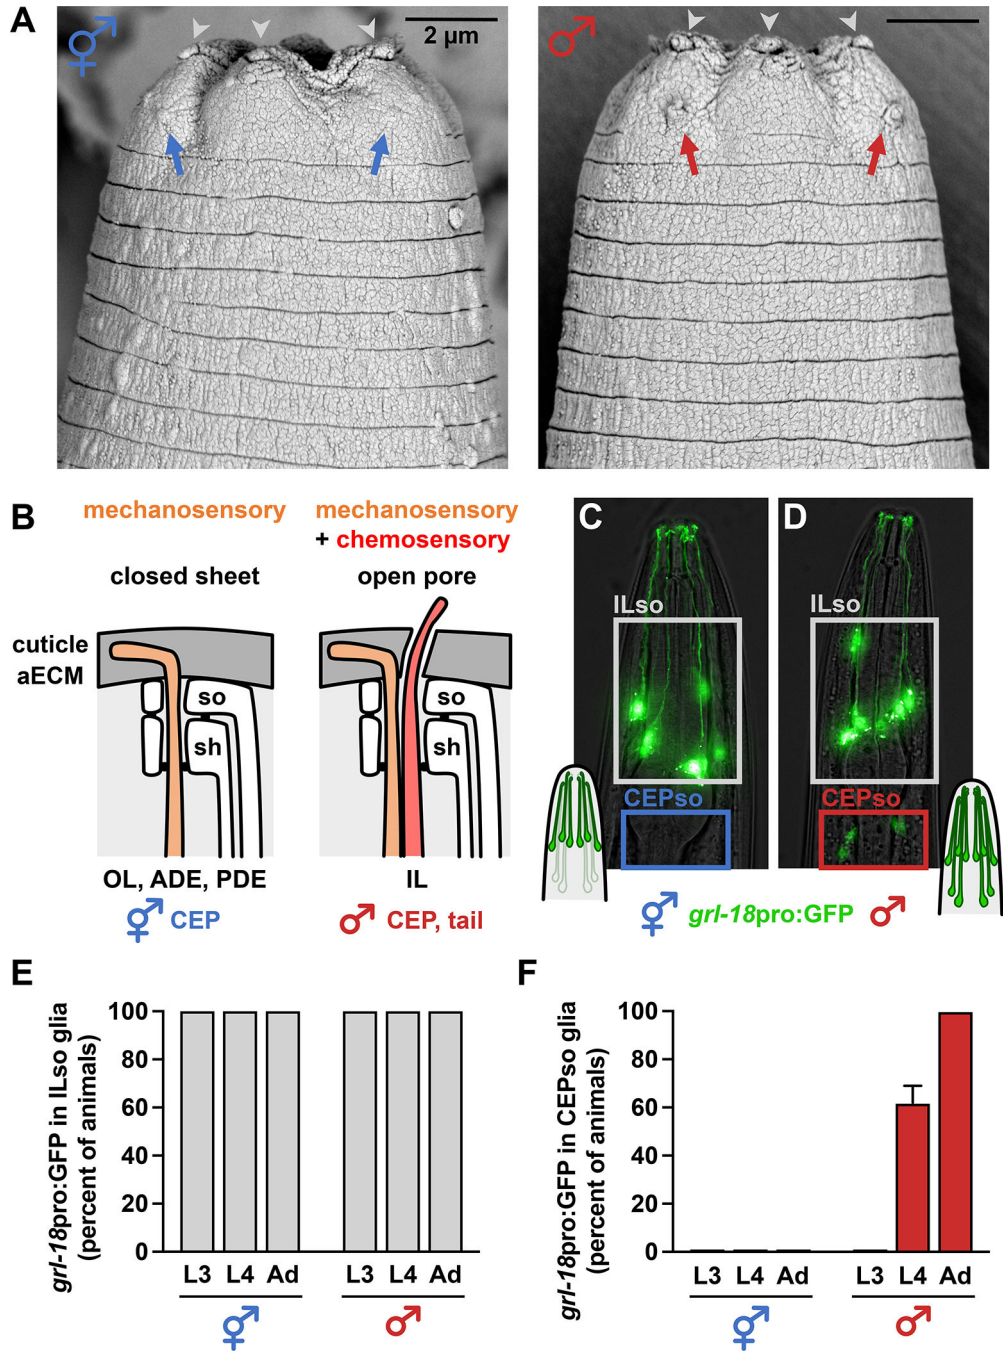 A
2 µm
B
mechanosensory
closed sheet
mechanosensory
+ chemosensory
open pore
cuticle
aECM
so
sh
so
sh
OL, ADE, PDE
⚥ CEP
IL
♂ CEP, tail
C
ILso
CEPso
D
ILso
CEPso
⚥ grl-18pro:GFP ♂
E
grl-18pro:GFP in ILso glia
(percent of animals)
100
80
60
40
20
0
L3 L4 Ad
L3 L4 Ad
⚥
♂
F
grl-18pro:GFP in CEPso glia
(percent of animals)
100
80
60
40
20
0
L3 L4 Ad
L3 L4 Ad
⚥
♂